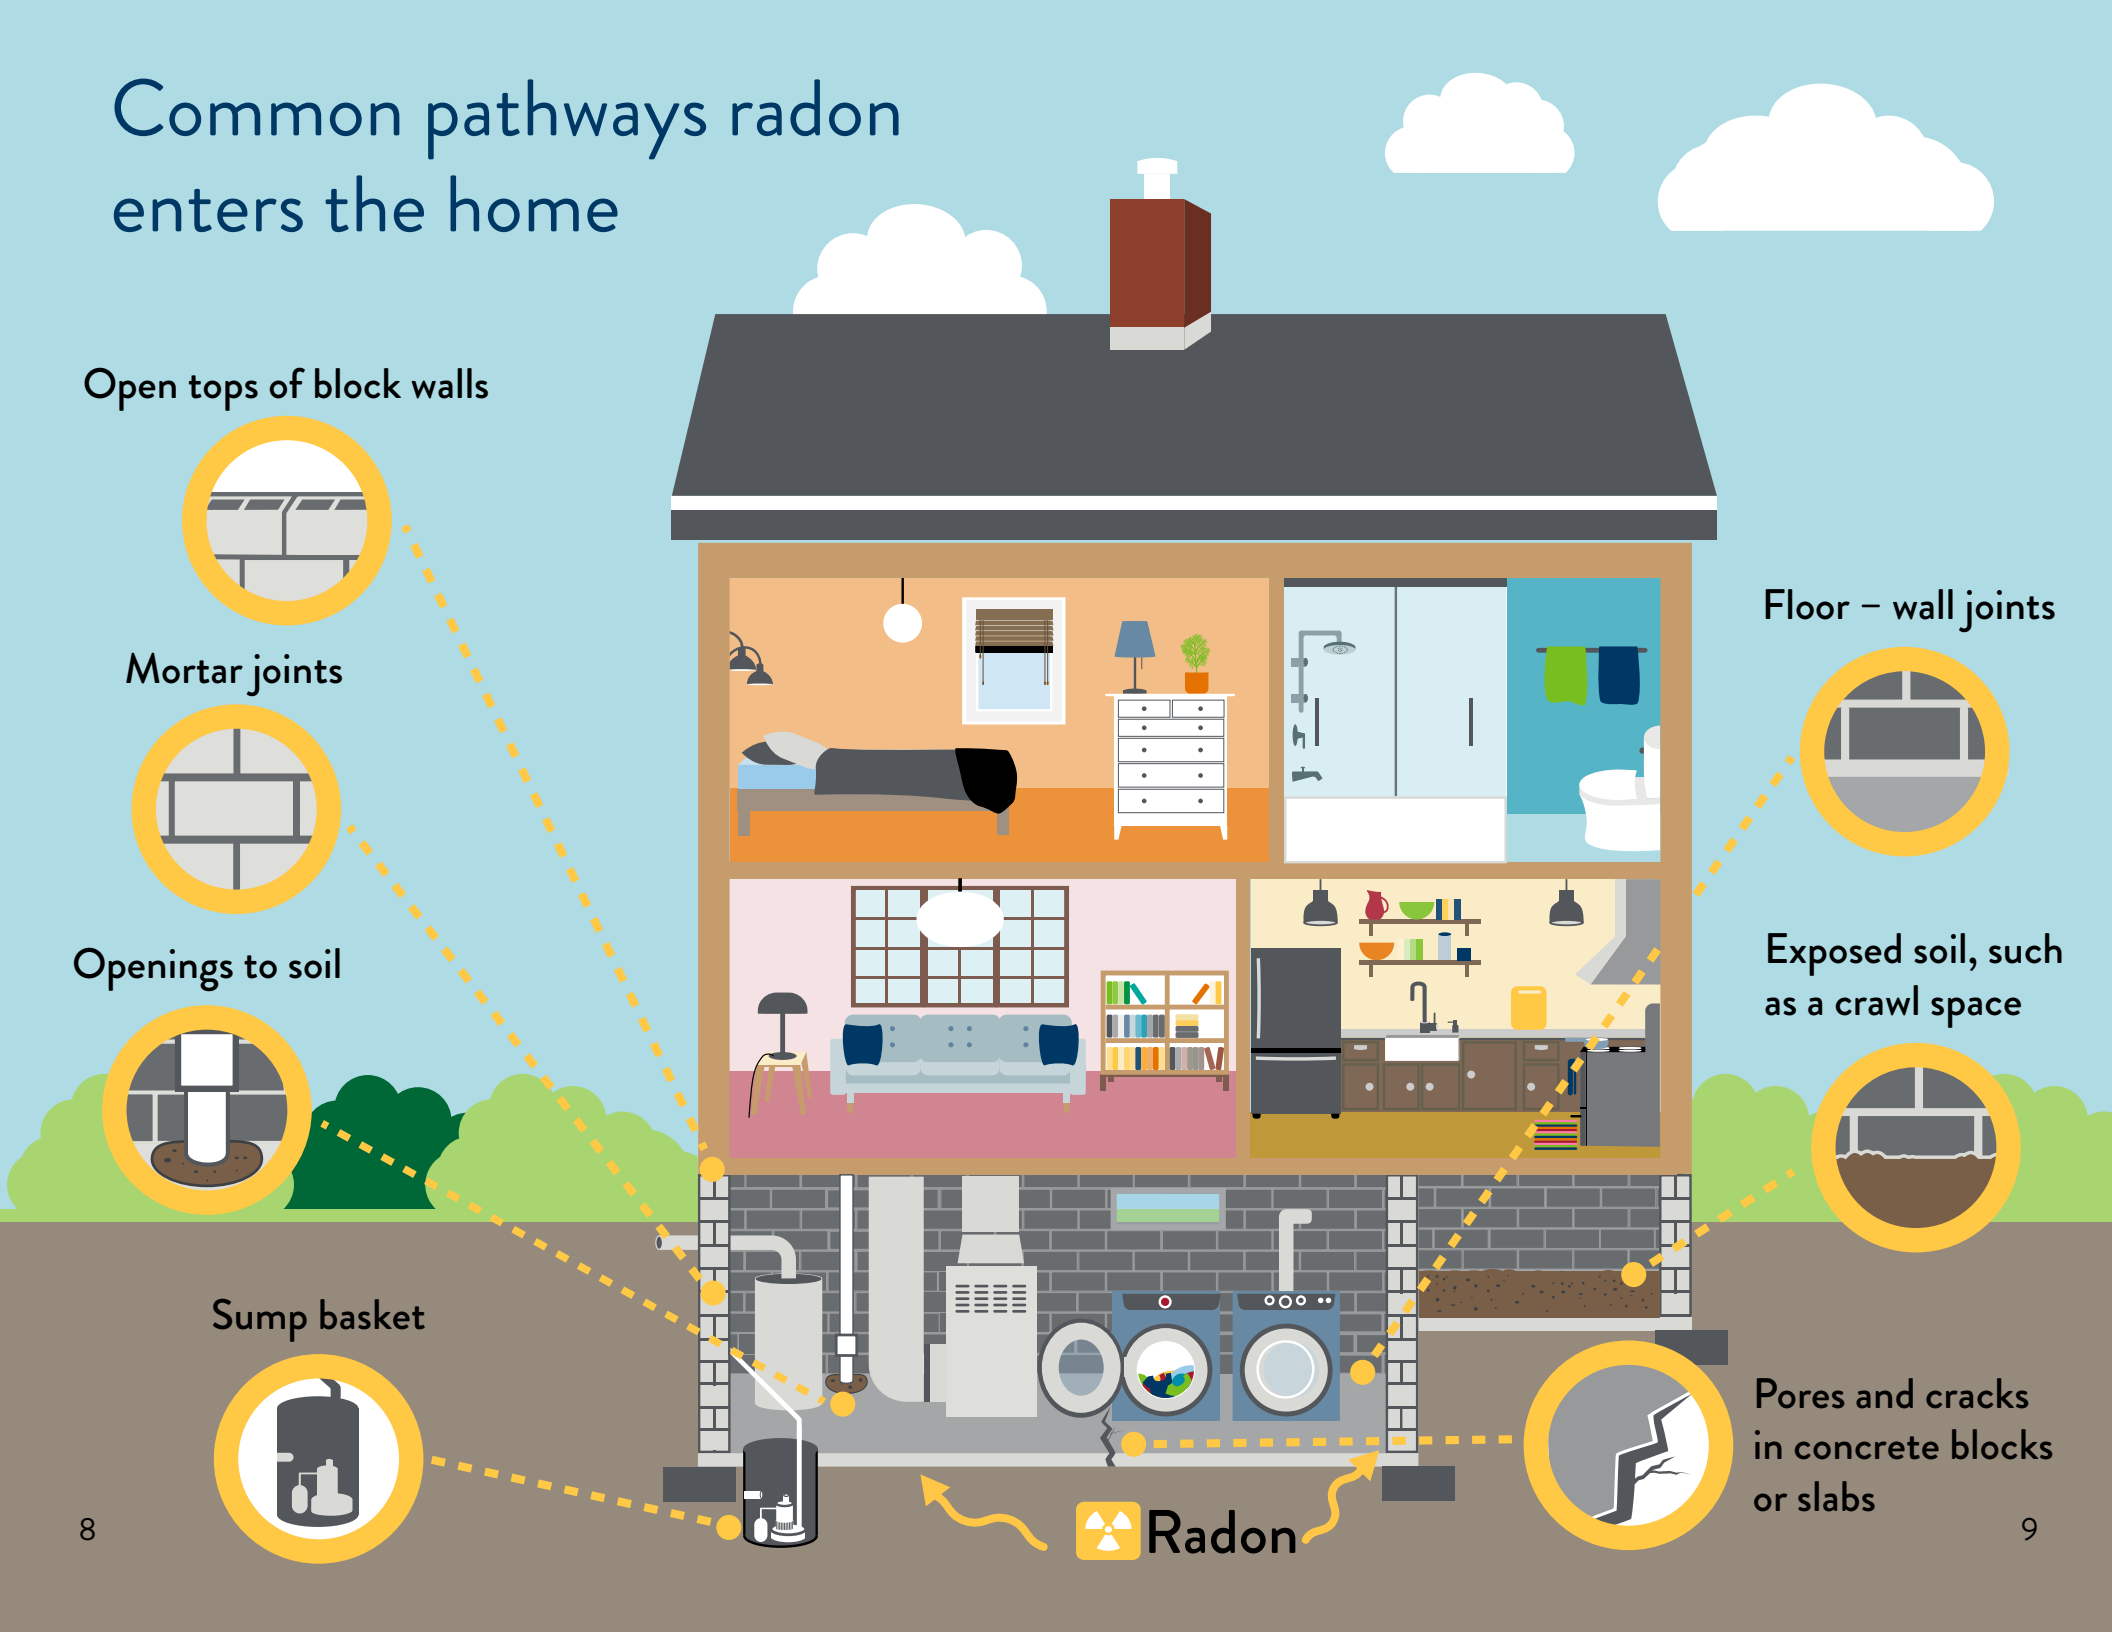 Common pathways radon
enters the home
Open tops of block walls
Mortar joints
Openings to soil
Sump basket
Floor – wall joints
Exposed soil, such
as a crawl space
Pores and cracks
in concrete blocks
or slabs
Radon
8
9